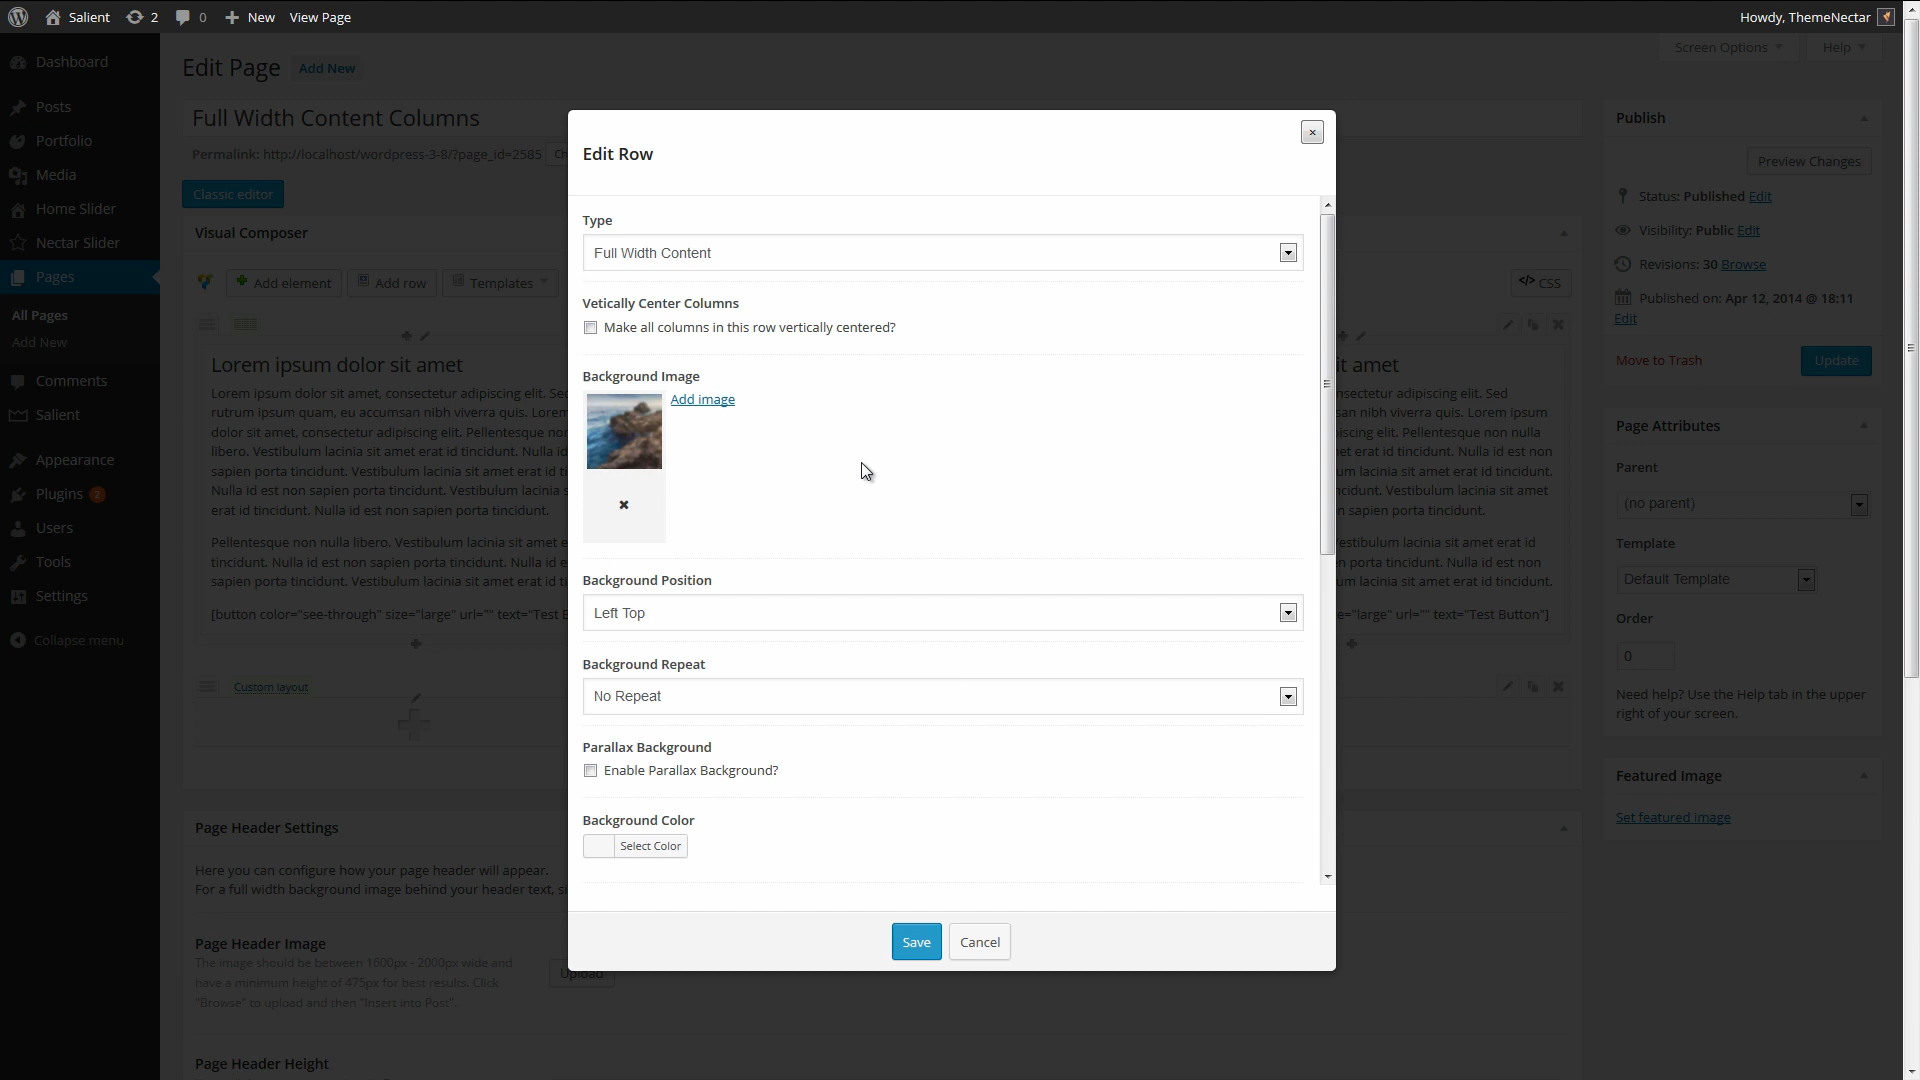 Salient
2
0
New
View Page
Howdy, ThemeNectar
Dashboard
Posts
Portfolio
Media
Home Slider
Nectar Slider
Pages
All Pages
Add New
Comments
Salient
Appearance
Plugins 2
Users
Tools
Settings
Collapse menu
Screen Options
Help
Edit Page
Add New
Full Width Content Columns
Permalink: http://localhost/wordpress-3-8/?page_id=2585
Classic editor
Visual Composer
Add element
Add row
Templates
CSS
Lorem ipsum dolor sit amet
Lorem ipsum dolor sit amet, consectetur adipiscing elit. Sed
rutrum ipsum quam, eu accumsan nibh viverra quis. Lorem
dolor sit amet, consectetur adipiscing elit. Pellentesque non
libero. Vestibulum lacinia sit amet erat id tincidunt. Nulla id
sapien porta tincidunt. Vestibulum lacinia sit amet erat id ti
Nulla id est non sapien porta tincidunt. Vestibulum lacinia s
erat id tincidunt. Nulla id est non sapien porta tincidunt.
Pellentesque non nulla libero. Vestibulum lacinia sit amet e
tincidunt. Nulla id est non sapien porta tincidunt. Nulla id e
sapien porta tincidunt. Vestibulum lacinia sit amet erat id ti
[button color="see-through" size="large" url="" text="Test B
Custom layout
Page Header Settings
Here you can configure how your page header will appear.
For a full width background image behind your header text, si
Page Header Image
The image should be between 1600px - 2000px wide and
have a minimum height of 475px for best results. Click
"Browse" to upload and then "Insert into Post".
Upload
Page Header Height
Edit Row
Type
Full Width Content
Vetically Center Columns
Make all columns in this row vertically centered?
Background Image
Add image
Background Position
Left Top
Background Repeat
No Repeat
Parallax Background
Enable Parallax Background?
Background Color
Select Color
Save
Cancel
it amet
nsectetur adipiscing elit. Sed
san nibh viverra quis. Lorem ipsum
iscing elit. Pellentesque non nulla
lacinia sit amet erat id tincidunt.
cidunt. Vestibulum lacinia sit amet
n sapien porta tincidunt.
estibulum lacinia sit amet erat id
n porta tincidunt. Nulla id est non
lacinia sit amet erat id tincidunt.
e="large" url="" text="Test Button"]
Publish
Preview Changes
Status: Published Edit
Visibility: Public Edit
Revisions: 30 Browse
Published on: Apr 12, 2014 @ 18:11
Edit
Move to Trash
Update
Page Attributes
Parent
(no parent)
Template
Default Template
Order
0
Need help? Use the Help tab in the upper
right of your screen.
Featured Image
Set featured image